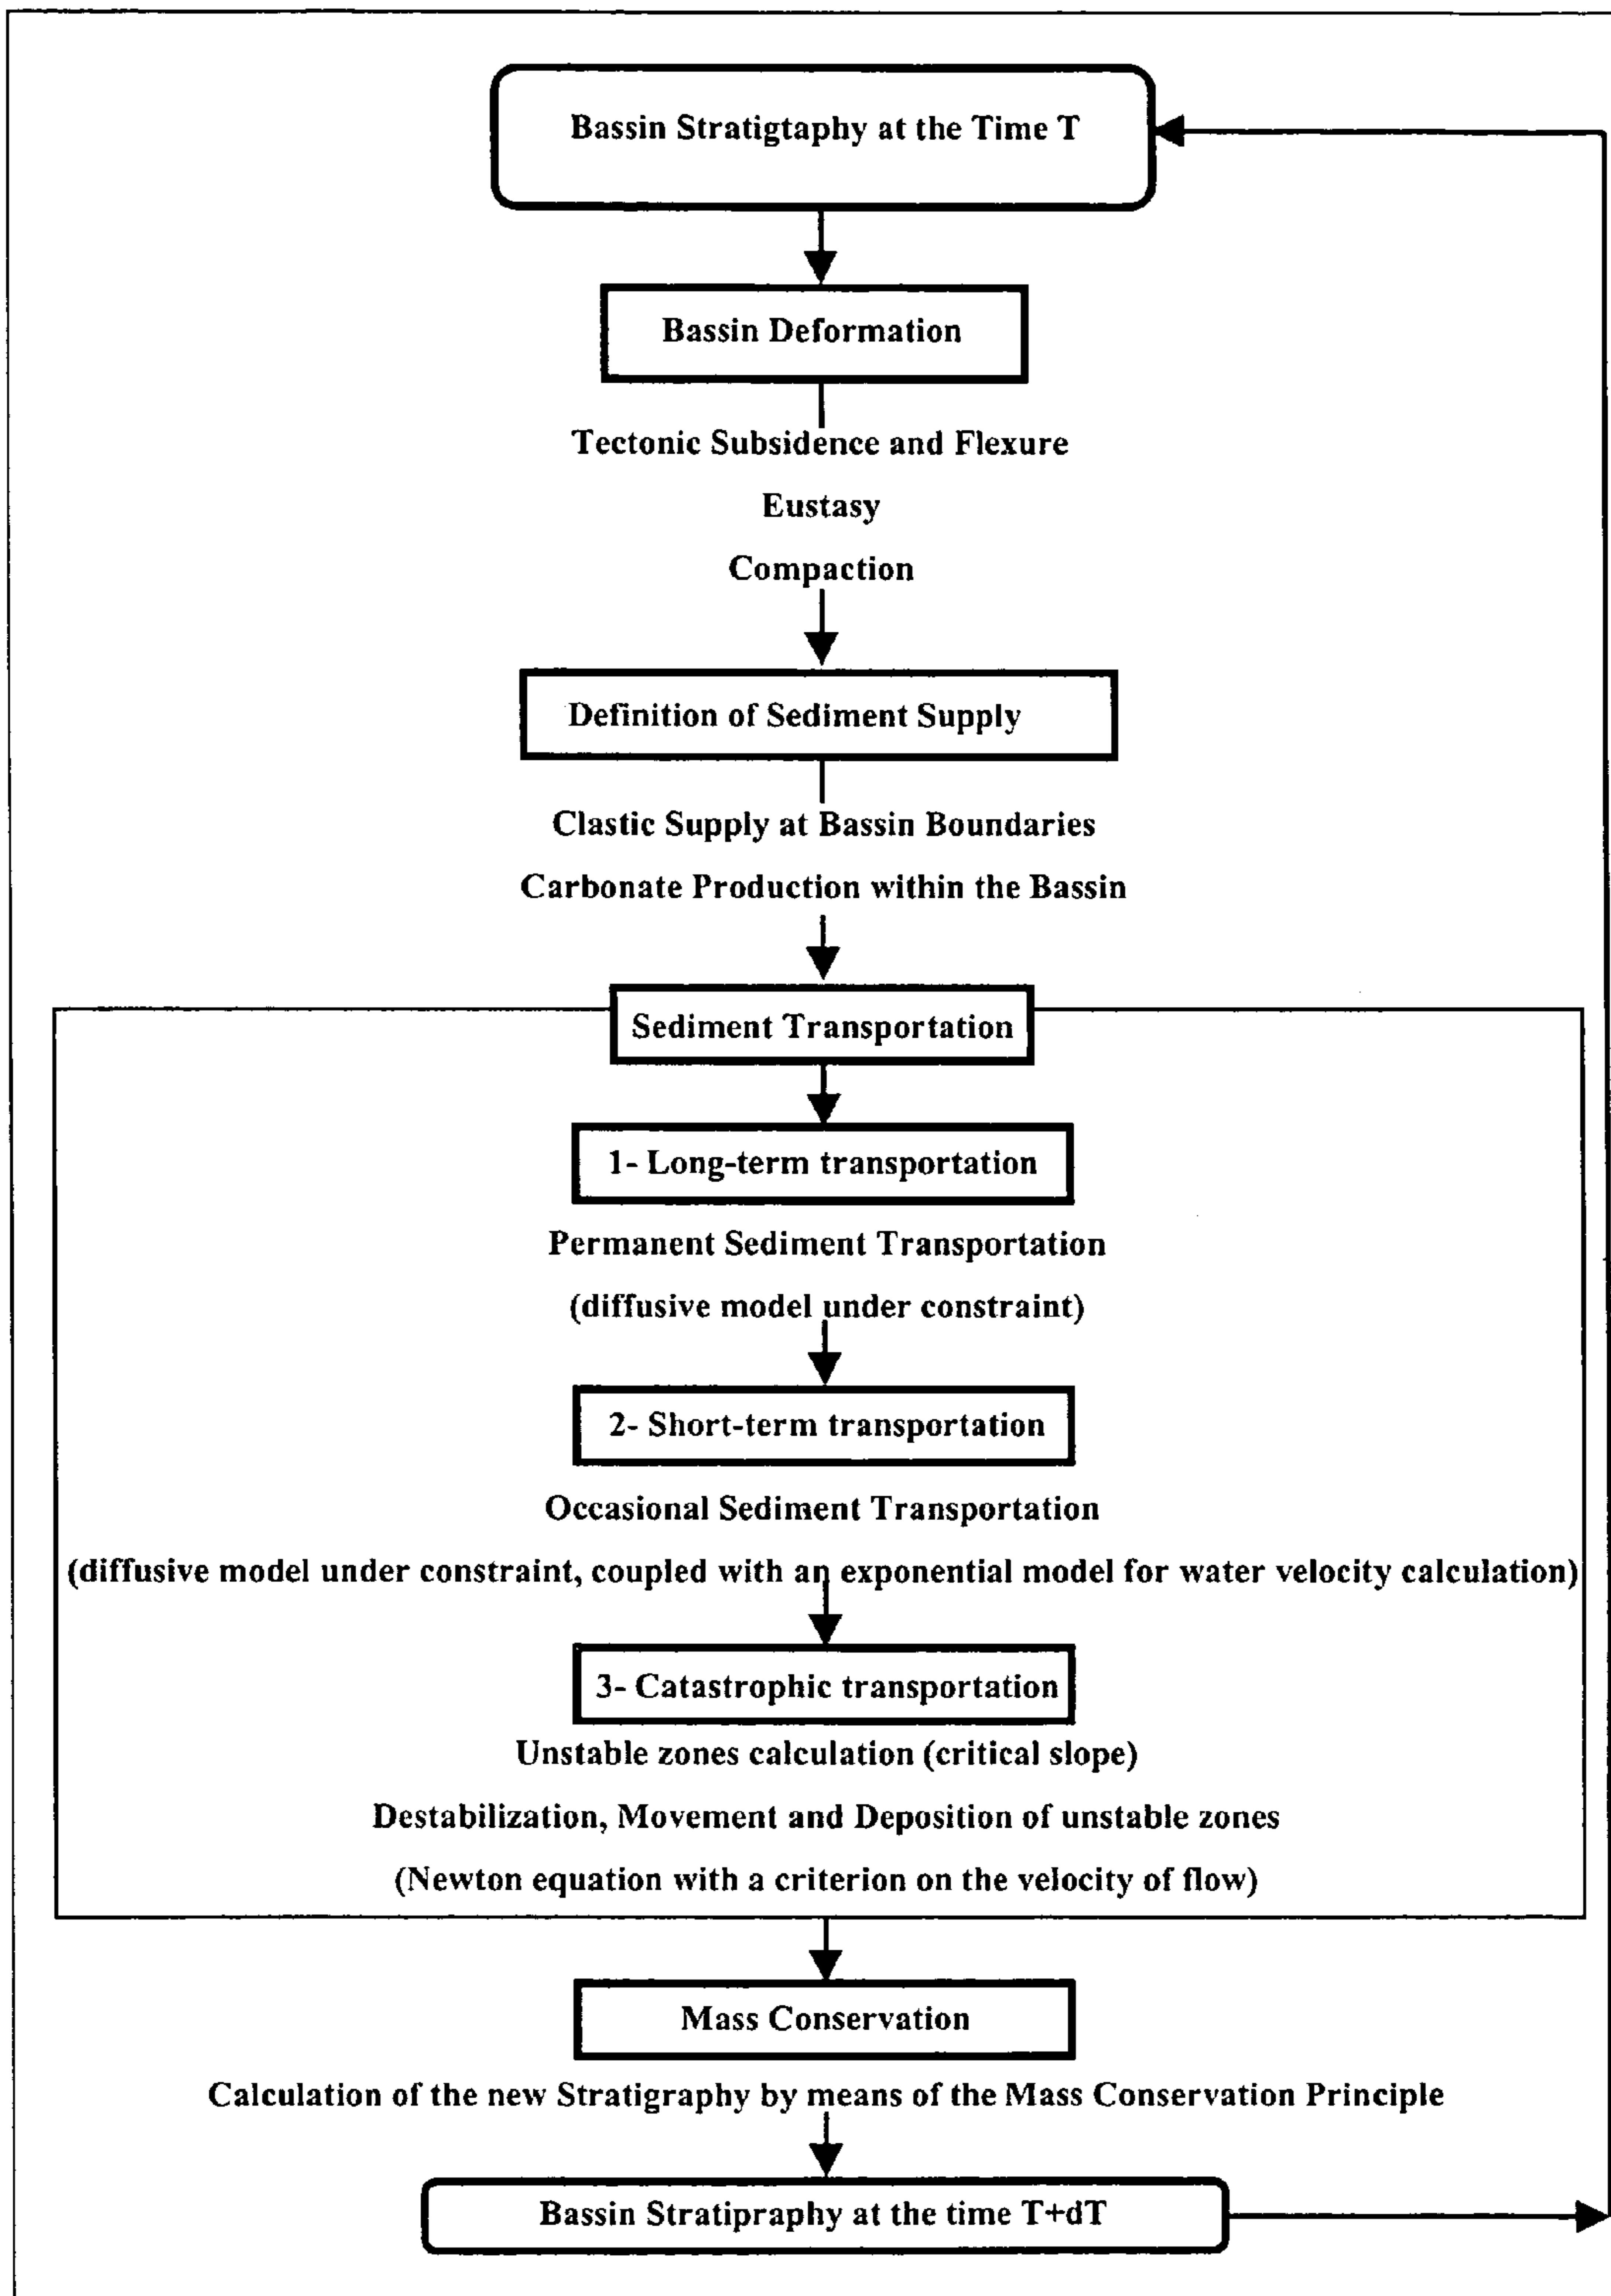 Bassin Stratigtaphy at the Time T
Bassin Deformation
Tectonic Subsidence and Flexure
Eustasy
Compaction
Definition of Sediment Supply
Clastic Supply at Bassin Boundaries
Carbonate Production within the Bassin
Sediment Transportation
1- Long-term transportation
Permanent Sediment Transportation
(diffusive model under constraint)
2- Short-term transportation
Occasional Sediment Transportation
(diffusive model under constraint, coupled with an exponential model for water velocity calculation)
3- Catastrophic transportation
Unstable zones calculation (critical slope)
Destabilization, Movement and Deposition of unstable zones
(Newton equation with a criterion on the velocity of flow)
Mass Conservation
Calculation of the new Stratigraphy by means of the Mass Conservation Principle
Bassin Stratipraphy at the time T+dT